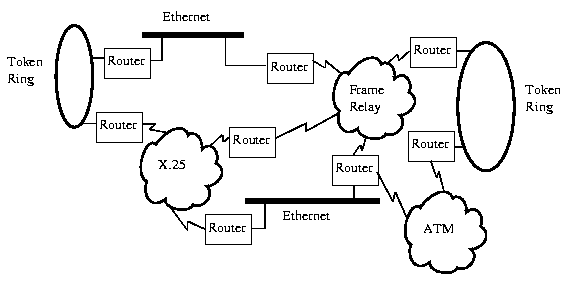 Ethernet
Token
Ring
Router
Router
Router
Frame
Relay
Token
Ring
Router
Router
X.25
Router
Router
Router
Ethernet
Router
ATM